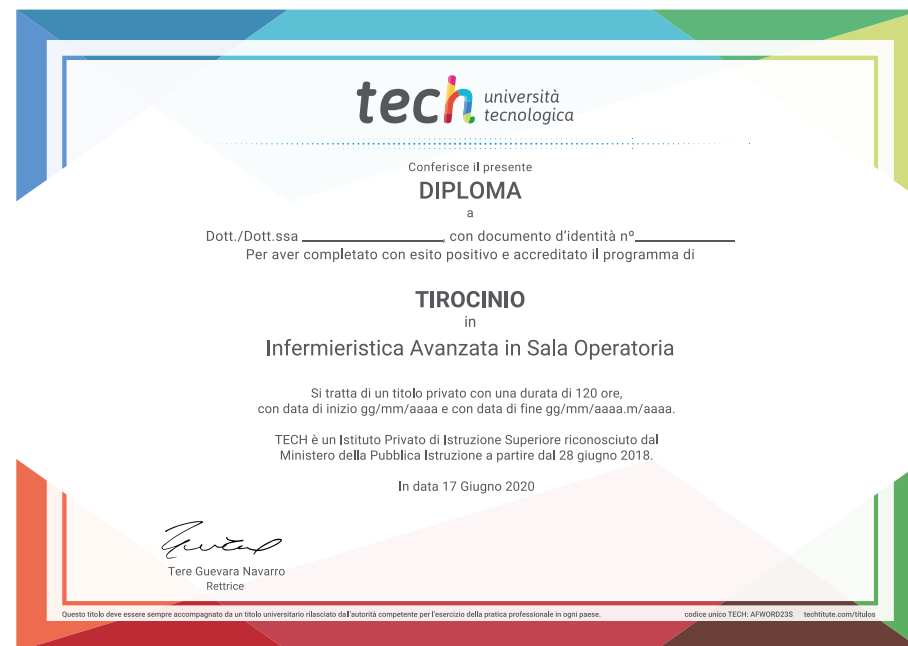 tech università
tecnologica
Conferisce il presente
DIPLOMA
a
Dott./Dott.ssa ________________, con documento d'identità nº___________
Per aver completato con esito positivo e accreditato il programma di
TIROCINIO
in
Infermieristica Avanzata in Sala Operatoria
Si tratta di un titolo privato con una durata di 120 ore,
con data di inizio gg/mm/aaaa e con data di fine gg/mm/aaaa.m/aaaa.
TECH è un Istituto Privato di Istruzione Superiore riconosciuto dal
Ministero della Pubblica Istruzione a partire dal 28 giugno 2018.
In data 17 Giugno 2020
Tere Guevara Navarro
Rettrice
Questo titolo deve essere sempre accompagnato da un titolo universitario rilasciato dall'autorità competente per l'esercizio della pratica professionale in ogni paese.
codice unico TECH: AFWORD23S techtitute.com/titulos